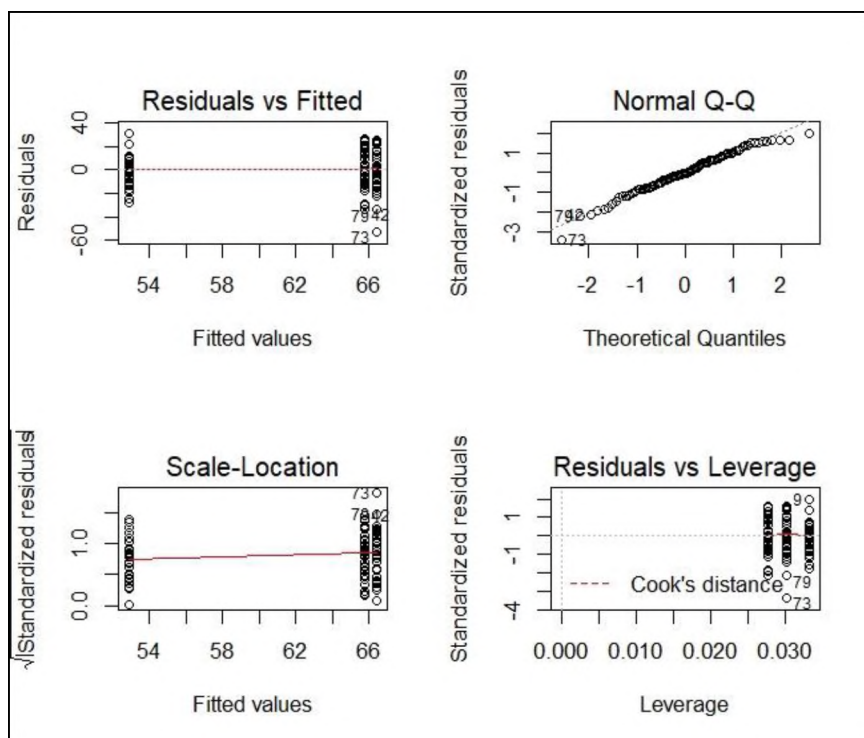 Residuals vs Fitted
Residuals
40
0
-60
7942
73
54
58
62
66
Fitted values
Normal Q-Q
Standardized residuals
1
-1
-3
73
-2
-1
0
1
2
Theoretical Quantiles
Scale-Location
√|Standardized residuals|
1.0
0.0
73
54
58
62
66
Fitted values
Residuals vs Leverage
Standardized residuals
1
-1
-4
9
79
73
Cook's distance
0.000
0.010
0.020
0.030
Leverage